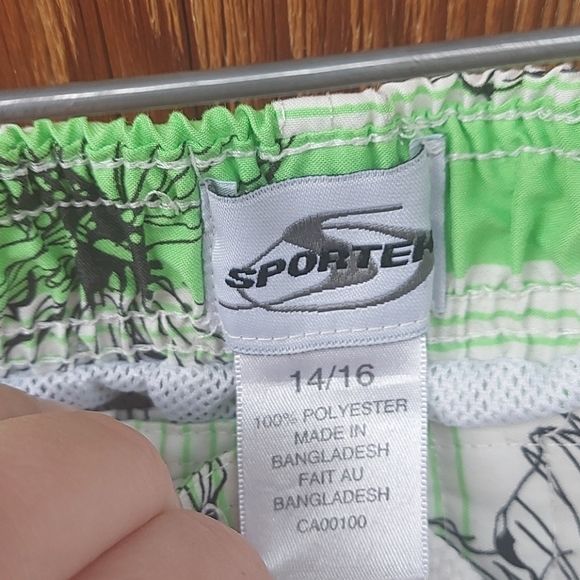 SPORTEK
14/16
100% POLYESTER
MADE IN
BANGLADESH
FAIT AU
BANGLADESH
CA00100